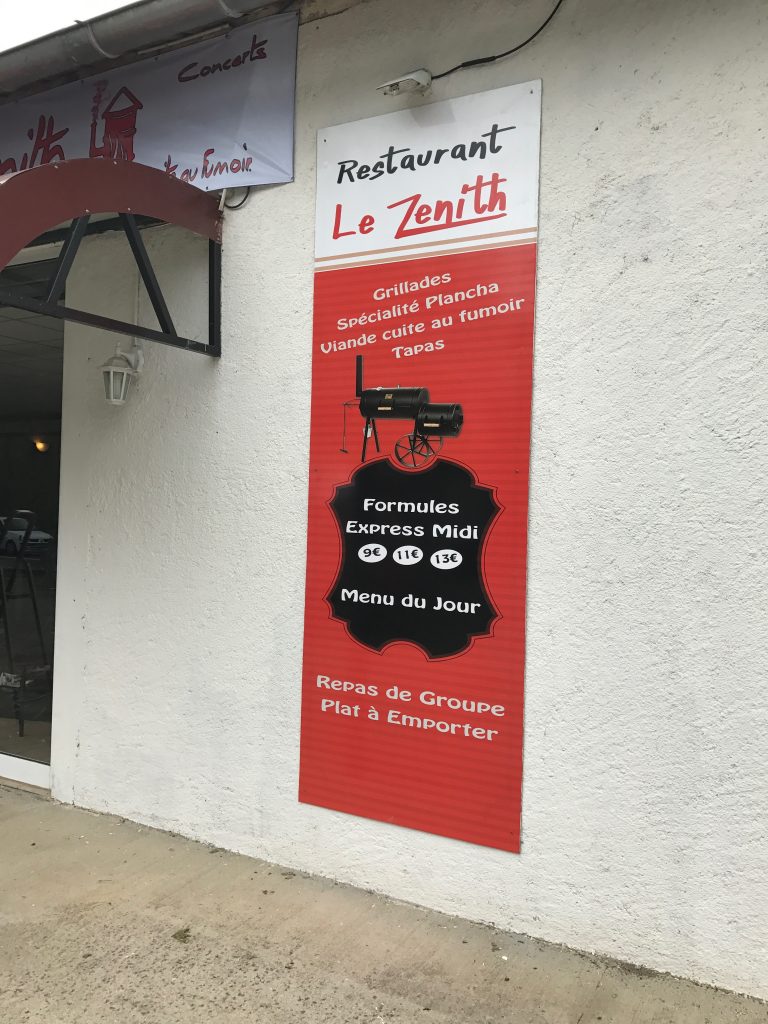 Concerts
au fumoir
Restaurant
Le Zenith
Grillades
Spécialité Plancha
Viande cuite au fumoir
Tapas
Formules
Express Midi
9€ 11€ 13€
Menu du Jour
Repas de Groupe
Plat à Emporter